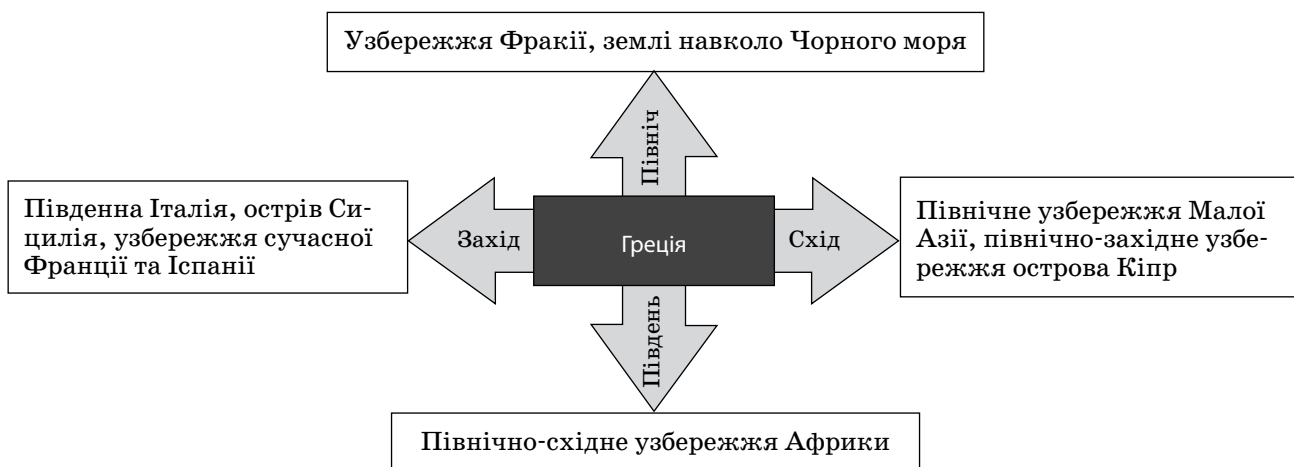 Узбережжя Фракії, землі навколо Чорного моря
Північ
Південна Італія, острів Си-
цилія, узбережжя сучасної
Франції та Іспанії
Захід
Греція
Схід
Північне узбережжя Малої
Азії, північно-західне узбе-
режжя острова Кіпр
Південь
Північно-східне узбережжя Африки